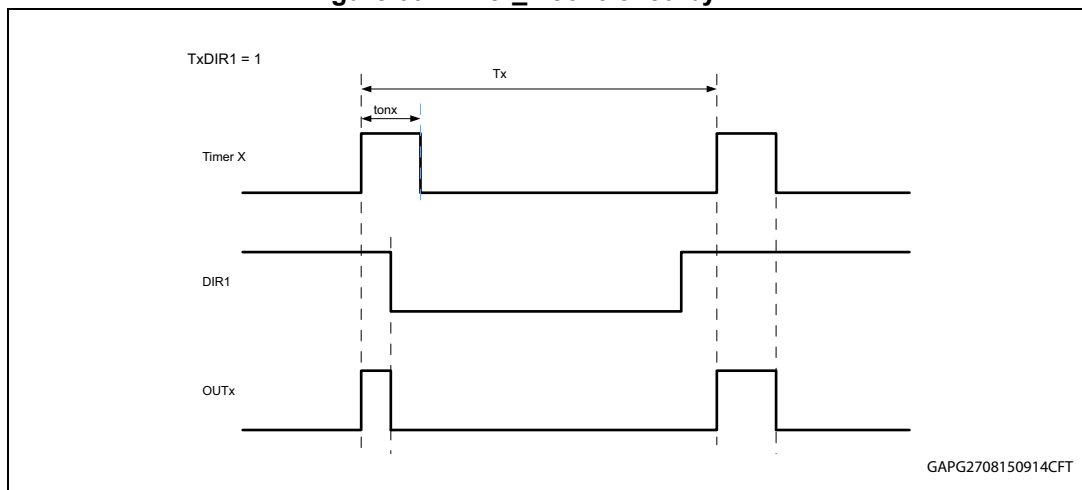 TxDIR1 = 1
Tx
tonx
Timer X
DIR1
OUTx
GAPG2708150914CFT